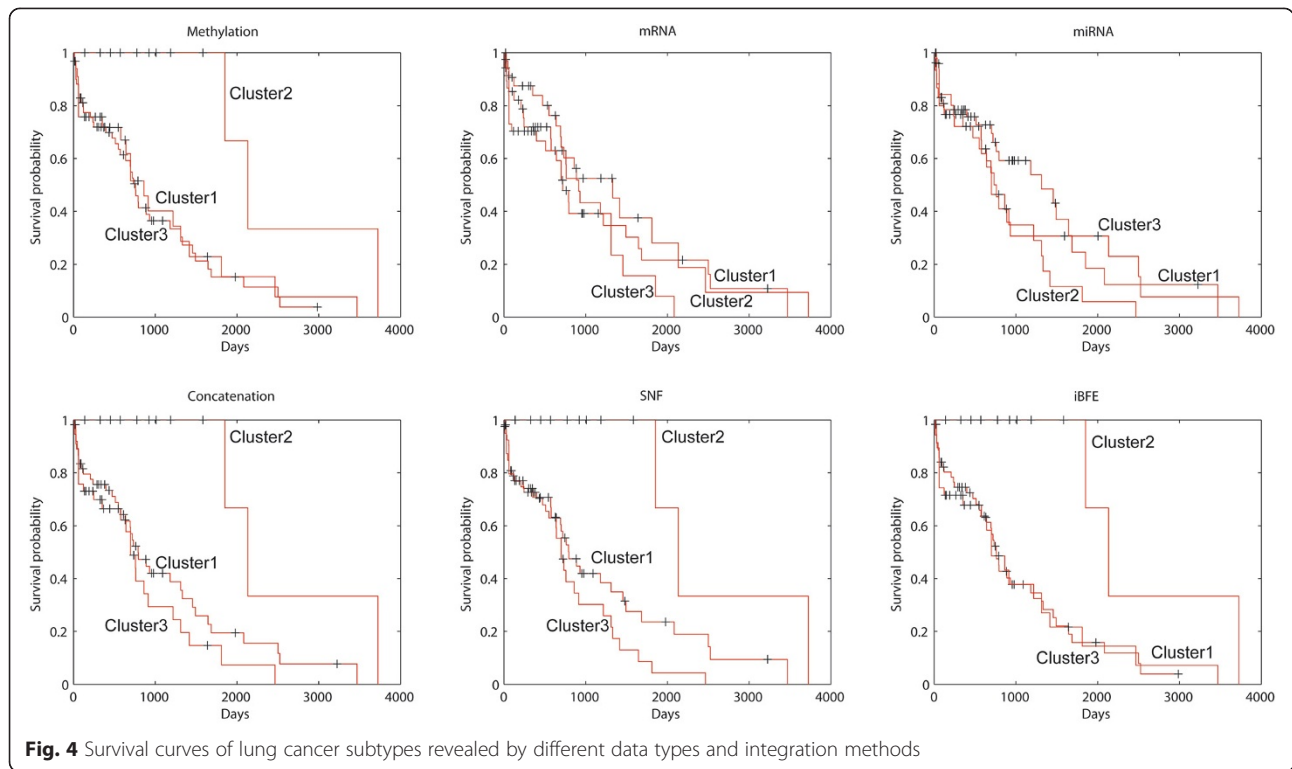 Methylation
1
0.8
0.6
0.4
0.2
0
Survival probability
Cluster2
Cluster1
Cluster3
0 1000 2000 3000 4000
Days
mRNA
1
0.8
0.6
0.4
0.2
0
Survival probability
Cluster1
Cluster3
Cluster2
0 1000 2000 3000 4000
Days
miRNA
1
0.8
0.6
0.4
0.2
0
Survival probability
Cluster3
Cluster1
Cluster2
0 1000 2000 3000 4000
Days
Concatenation
1
0.8
0.6
0.4
0.2
0
Survival probability
Cluster2
Cluster1
Cluster3
0 1000 2000 3000 4000
Days
SNF
1
0.8
0.6
0.4
0.2
0
Survival probability
Cluster2
Cluster1
Cluster3
0 1000 2000 3000 4000
Days
iBFE
1
0.8
0.6
0.4
0.2
0
Survival probability
Cluster2
Cluster1
Cluster3
0 1000 2000 3000 4000
Days
Fig. 4 Survival curves of lung cancer subtypes revealed by different data types and integration methods